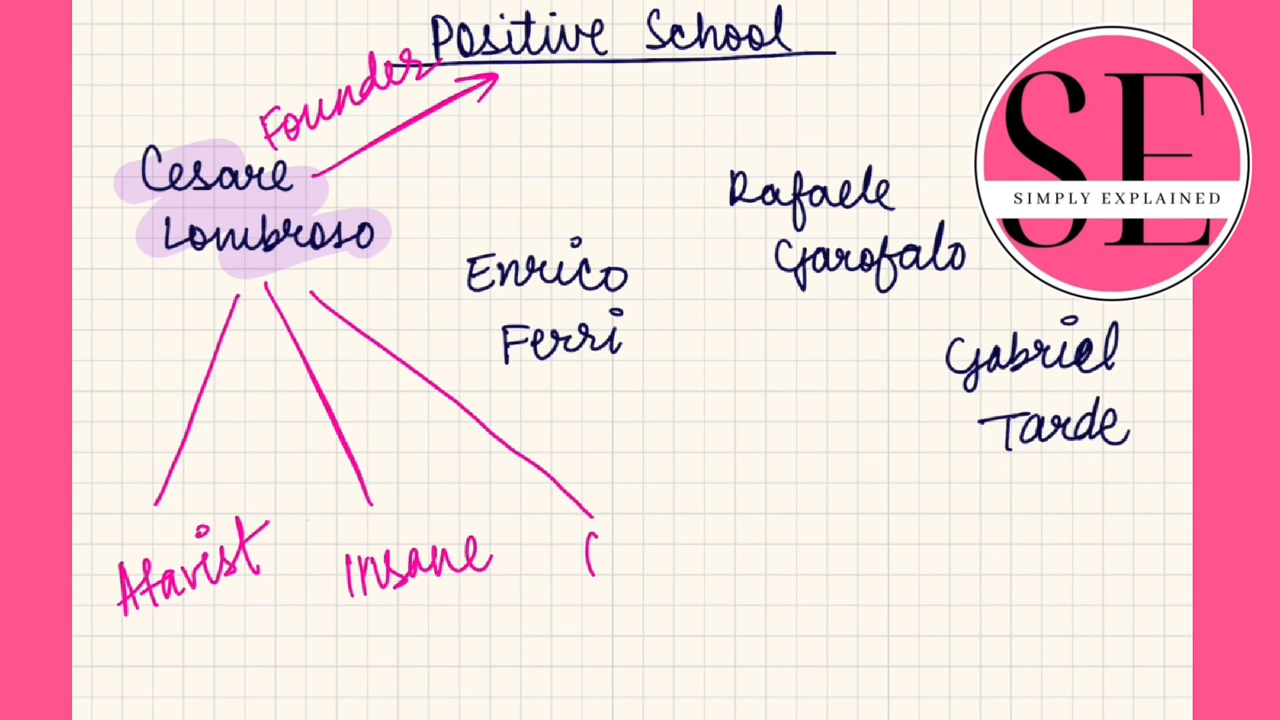 Positive School
Founder
Cesare
Lombroso
Enrico
Ferri
Rafaele
Garofalo
Gabriel
Tarde
Atavist
Insane
(
SE
SIMPLY EXPLAINED